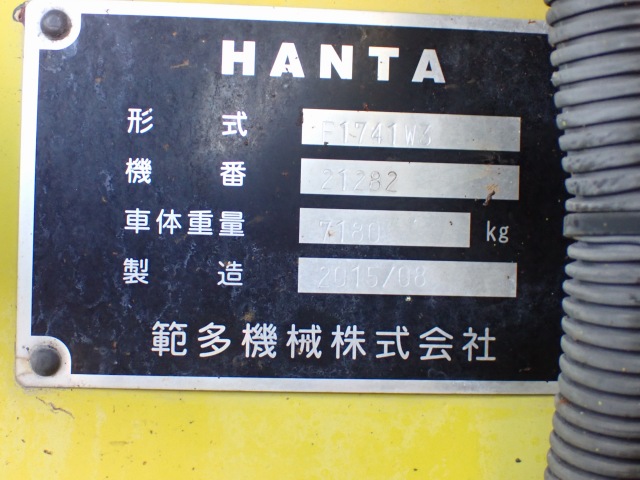 HANTA
形 式 F1741W3
機 番 21282
車体重量 7180 kg
製 造 2015/08
範多機械株式会社